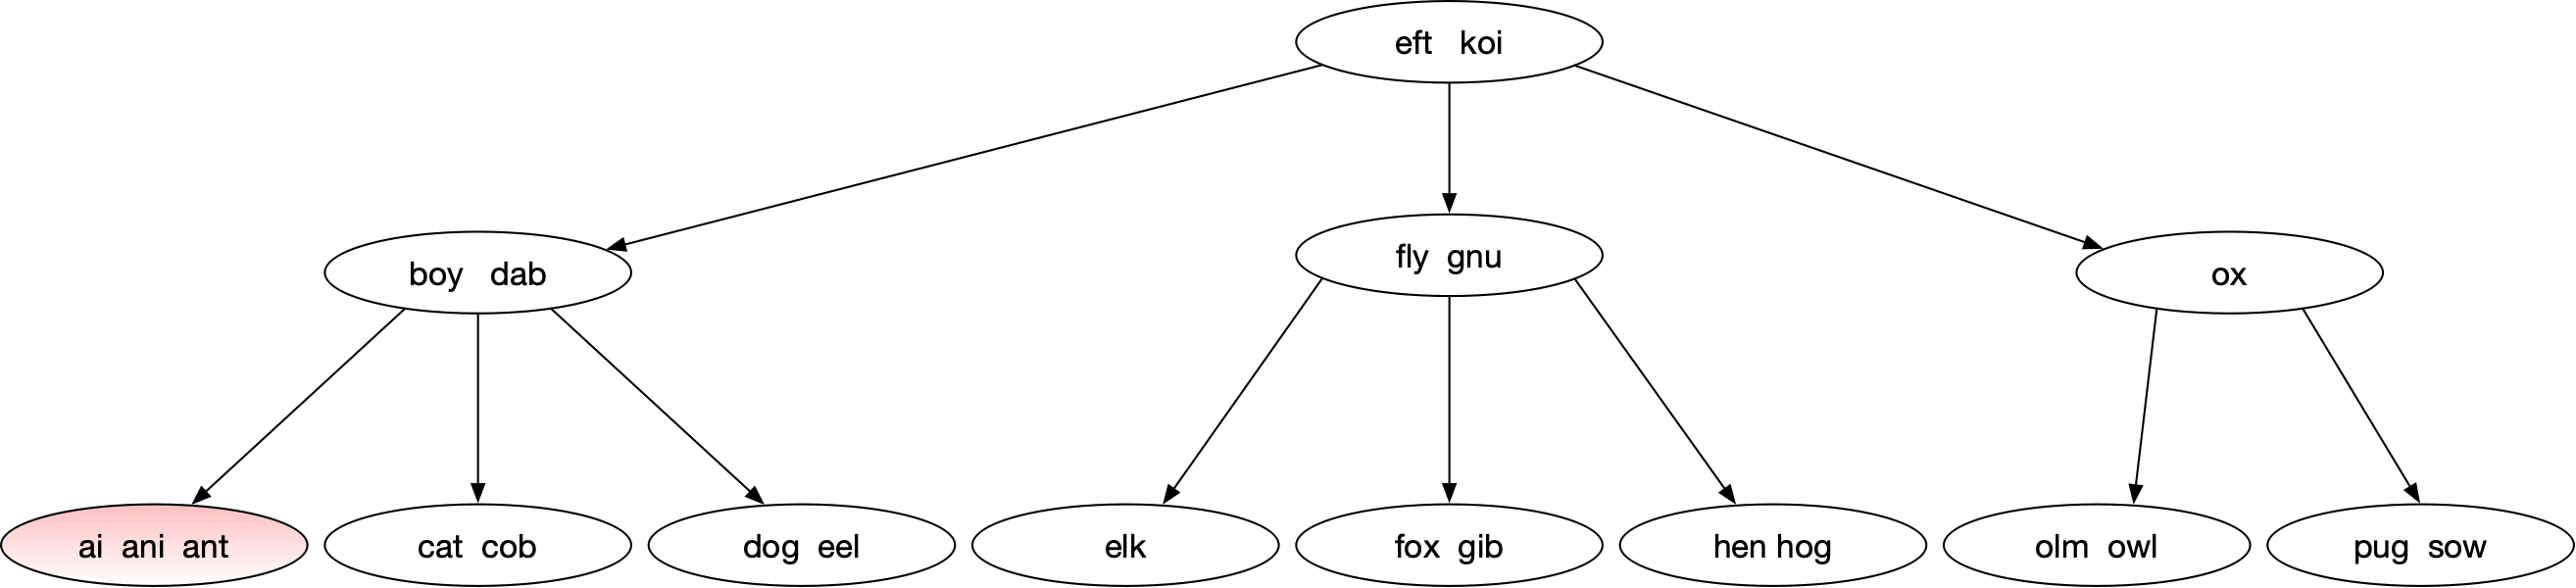 eft koi
boy dab
fly gnu
ox
ai ani ant
cat cob
dog eel
elk
fox gib
hen hog
olm owl
pug sow